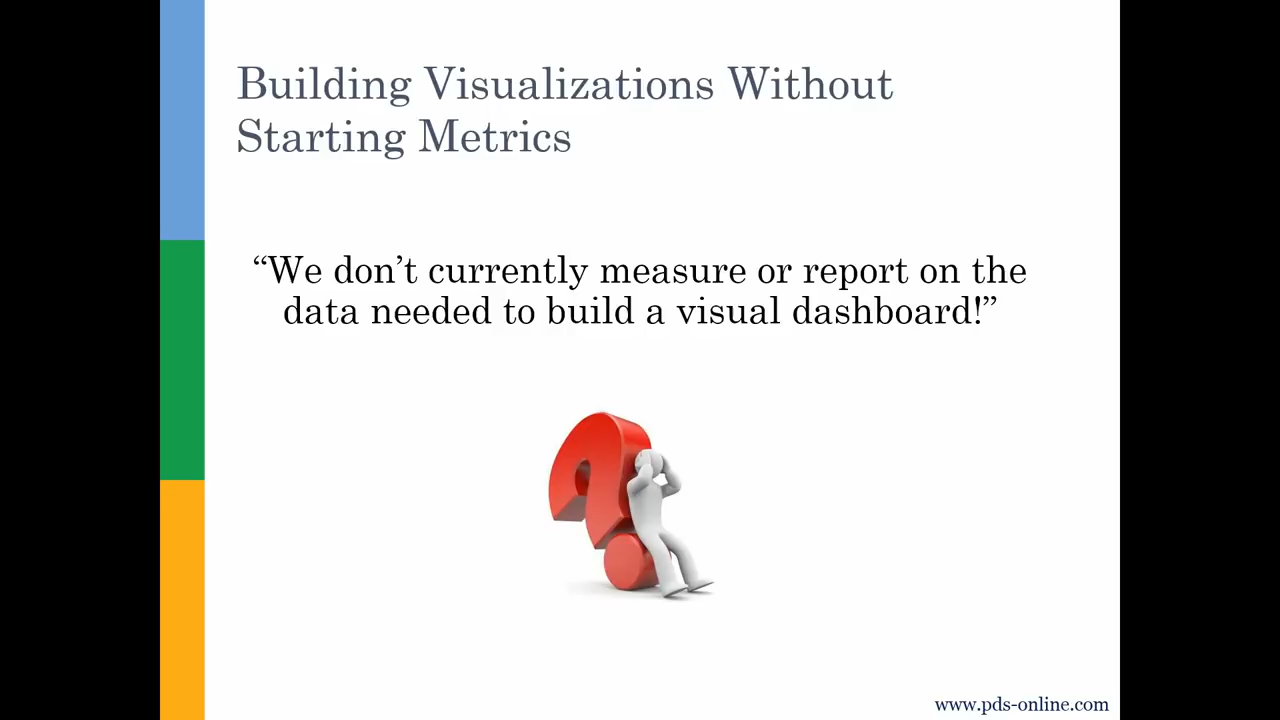 Building Visualizations Without
Starting Metrics
“We don’t currently measure or report on the
data needed to build a visual dashboard!”
www.pds-online.com